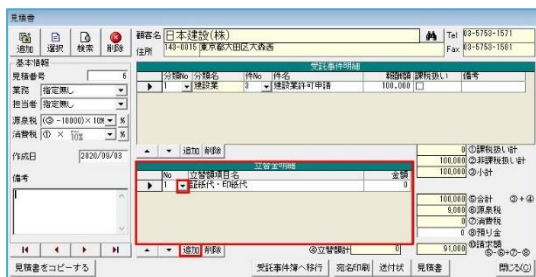 見積書
追加 選択 検索 削除
顧客名 日本建設(株) Tel 03-5753-1571
住所 143-0015 東京都大田区大森西 Fax 03-5753-1581
基本情報
見積番号 6
業務 指定無し
担当者 指定無し
源泉税 (③ -10000)×10%
消費税 ① × 10%
作成日 2020/09/03
備考
受託事件明細
分類No 分類名 件No 件名 報酬額 課税扱い 備考
1 建設業 3 建設業許可申請 100,000
追加 削除
立替金明細
No 立替額項目名 金額
1 証紙代・印紙代 0
追加 削除 ④立替額計 0
0 ①課税扱い計
100,000 ②非課税扱い計
100,000 ③小計
100,000 ⑤合計 ③+④
9,000 ⑥源泉税
0 ⑦消費税
0 ⑧預り金
91,000 ⑨請求額
⑤-⑥+⑦-⑧
見積書をコピーする 受託事件簿へ移行 宛名印刷 送付状 見積書 閉じる(C)